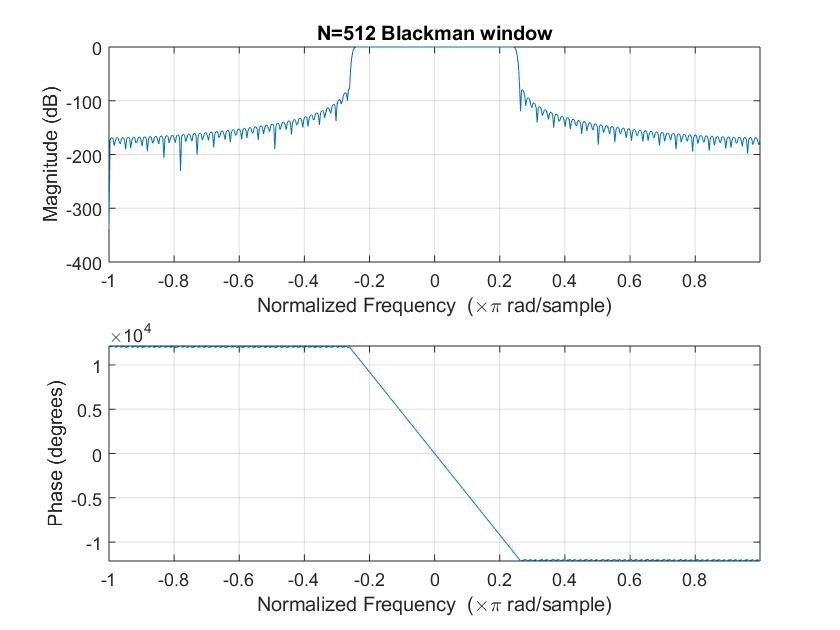 N=512 Blackman window
0
-100
-200
-300
-400
Magnitude (dB)
-1 -0.8 -0.6 -0.4 -0.2 0 0.2 0.4 0.6 0.8
Normalized Frequency (×π rad/sample)
×10⁴
1
0.5
0
-0.5
-1
Phase (degrees)
-1 -0.8 -0.6 -0.4 -0.2 0 0.2 0.4 0.6 0.8
Normalized Frequency (×π rad/sample)